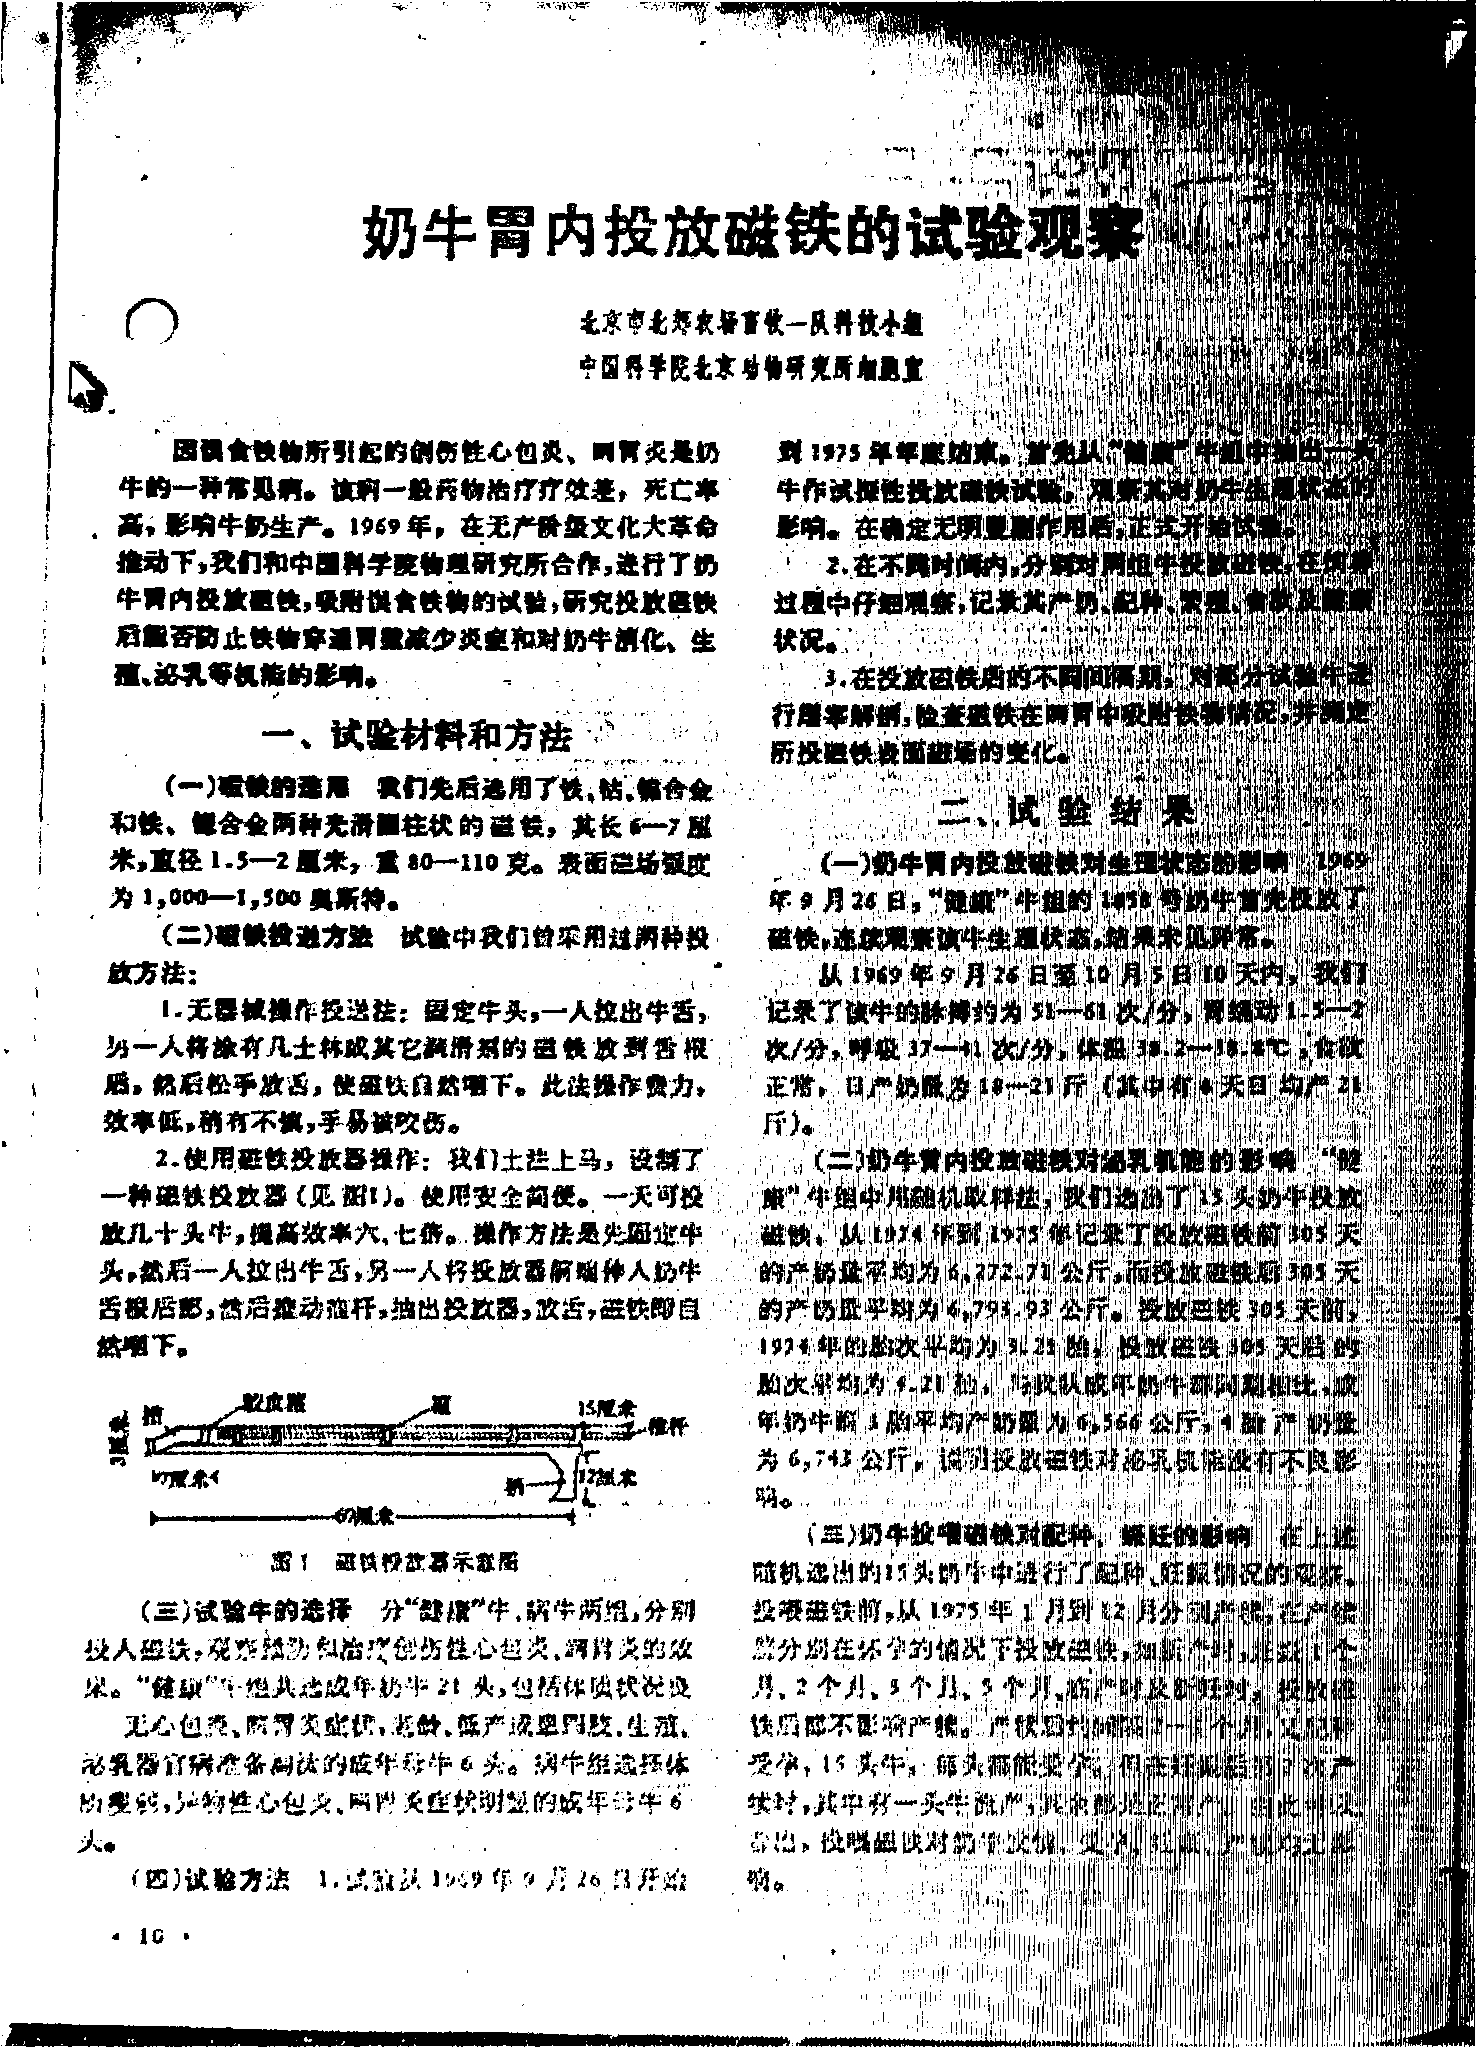 奶牛胃内投放磁铁的试验观察
北京市北郊农场畜牧一队科技小组
中国科学院北京动物研究所细胞室
因误食铁物所引起的创伤性心包炎、网胃炎是奶
牛的一种常见病。该病一般药物治疗疗效差，死亡率
高，影响牛奶生产。1969年，在无产阶级文化大革命
推动下，我们和中国科学院物理研究所合作，进行了奶
牛胃内投放磁铁，吸附误食铁物的试验，研究投放磁铁
后能否防止铁物穿通胃壁减少炎症和对奶牛消化、生
殖、泌乳等机能的影响。
一、试验材料和方法
(一)磁铁的选用　我们先后选用了铁、钴、镍合金
和铁、合金两种光滑圆柱状的磁铁，其长6—7厘
米，直径1.5—2厘米，重80—110克。表面磁场强度
为1,000—1,500奥斯特。
(二)磁铁投送方法　试验中我们曾采用过两种投
放方法：
1.无器械操作投送法：固定牛头，一人拉出牛舌，
另一人将涂有凡士林或其它润滑剂的磁铁放到舌根
后，然后松手放舌，使磁铁自然咽下。此法操作费力，
效率低，稍有不慎，手易被咬伤。
2.使用磁铁投放器操作：我们土法上马，设制了
一种磁铁投放器(见图1)。使用安全简便。一天可投
放几十头牛，提高效率六、七倍。操作方法是先固定牛
头，然后一人拉出牛舌，另一人将投放器前端伸入奶牛
舌根后部，然后推动推杆，抽出投放器，放舌，磁铁即自
然咽下。
3厘米
槽
胶皮
15厘米
推杆
厘米
柄
12厘米
60厘米
图1　磁铁投放器示意图
(三)试验牛的选择　分“健康”牛、病牛两组，分别
投入磁铁，观察预防和治疗创伤性心包炎、网胃炎的效
果。“健康”牛组共选成年奶牛21头，包括体质状况良
无心包炎、网胃炎症状，老龄、低产或患四肢、生殖、
泌乳器官病准备淘汰的成年母牛6头。病牛组选择体
质瘦弱，异物性心包炎、网胃炎症状明显的成年母牛6
头。
(四)试验方法　1.试验从1969年9月26日开始
到1975年年底结束。首先从“健康”牛组中抽出一头
牛作试探性投放磁铁试验，观察其对奶牛生理状态的
影响。在确定无明显副作用后，正式开始试验。
2.在不同时间内，分别对两组牛投放磁铁，在饲养
过程中仔细观察，记录其产奶、配种、繁殖、食欲及健康
状况。
3.在投放磁铁后的不同间隔期，对部分试验牛进
行屠宰解剖，检查磁铁在网胃中吸附铁物情况，并测定
所投磁铁表面磁场的变化。
二、试验结果
(一)奶牛胃内投放磁铁对生理状态的影响　1969
年9月26日，“健康”牛组的1058号奶牛首先投放了
磁铁，连续观察该牛生理状态，结果未见异常。
从1969年9月26日至10月5日10天内，我们
记录了该牛的脉搏约为51—61次/分，胃蠕动1.5—2
次/分，呼吸37—41次/分，体温38.2—38.8℃，食欲
正常，日产奶量为18—21斤(其中有6天日均产21
斤)。
(二)奶牛胃内投放磁铁对泌乳机能的影响　“健
康”牛组中用随机取样法，我们选出了15头奶牛投放
磁铁。从1974年到1975年记录了投放磁铁前305天
的产奶量平均为6,272.71公斤，而投放磁铁后305天
的产奶量平均为6,793.93公斤。投放磁铁305天前，
1974年的胎次平均为3.21胎，投放磁铁305天后的
胎次平均为4.21胎，与我队成年奶牛群同期相比，成
年奶牛第3胎平均产奶量为6,566公斤，4胎产奶量
为6,743公斤，说明投放磁铁对泌乳机能没有不良影
响。
(三)奶牛投喂磁铁对配种、妊娠的影响　在上述
随机选出的15头奶牛中进行了配种、妊娠情况的观察。
投喂磁铁前，从1975年1月到12月分别产犊，在产犊
前分别在怀孕的情况下投放磁铁，如临产时，妊娠1个
月、2个月、3个月、5个月、临产时及新妊时，投放磁
铁后都不影响产犊。产犊后
受孕，15头牛，每头都能受孕。
犊时，其中有一头牛流产，
看出，投喂磁铁对奶牛
响。
· 10 ·